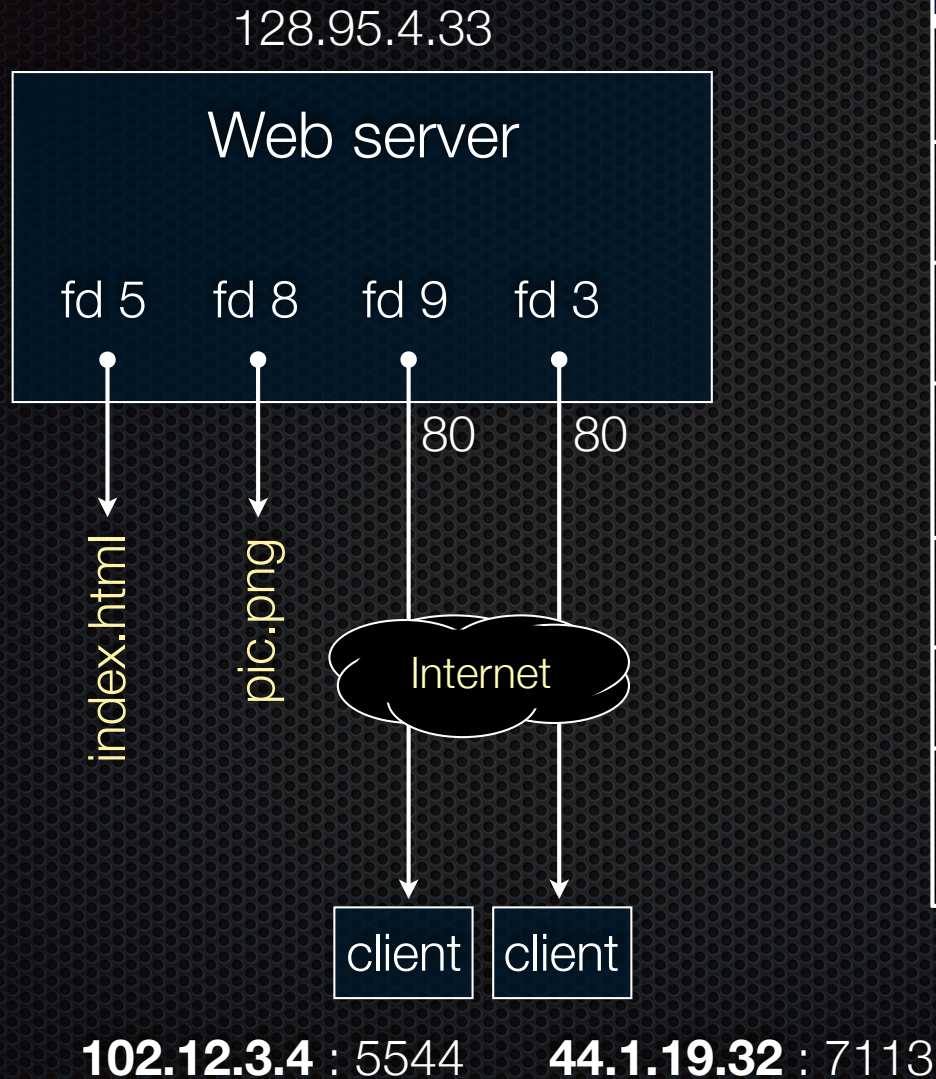 128.95.4.33
Web server
fd 5 fd 8 fd 9 fd 3
80 80
index.html
pic.png
Internet
client client
102.12.3.4 : 5544 44.1.19.32 : 7113